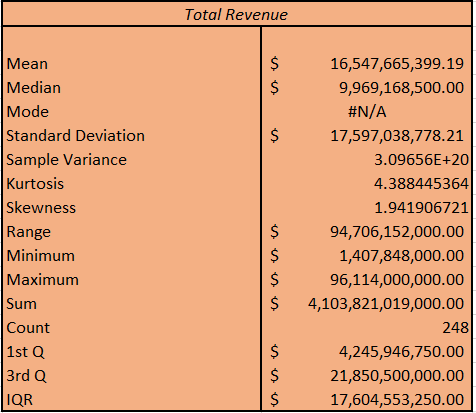 Total Revenue
Mean $ 16,547,665,399.19
Median $ 9,969,168,500.00
Mode #N/A
Standard Deviation $ 17,597,038,778.21
Sample Variance 3.09656E+20
Kurtosis 4.388445364
Skewness 1.941906721
Range $ 94,706,152,000.00
Minimum $ 1,407,848,000.00
Maximum $ 96,114,000,000.00
Sum $ 4,103,821,019,000.00
Count 248
1st Q $ 4,245,946,750.00
3rd Q $ 21,850,500,000.00
IQR $ 17,604,553,250.00